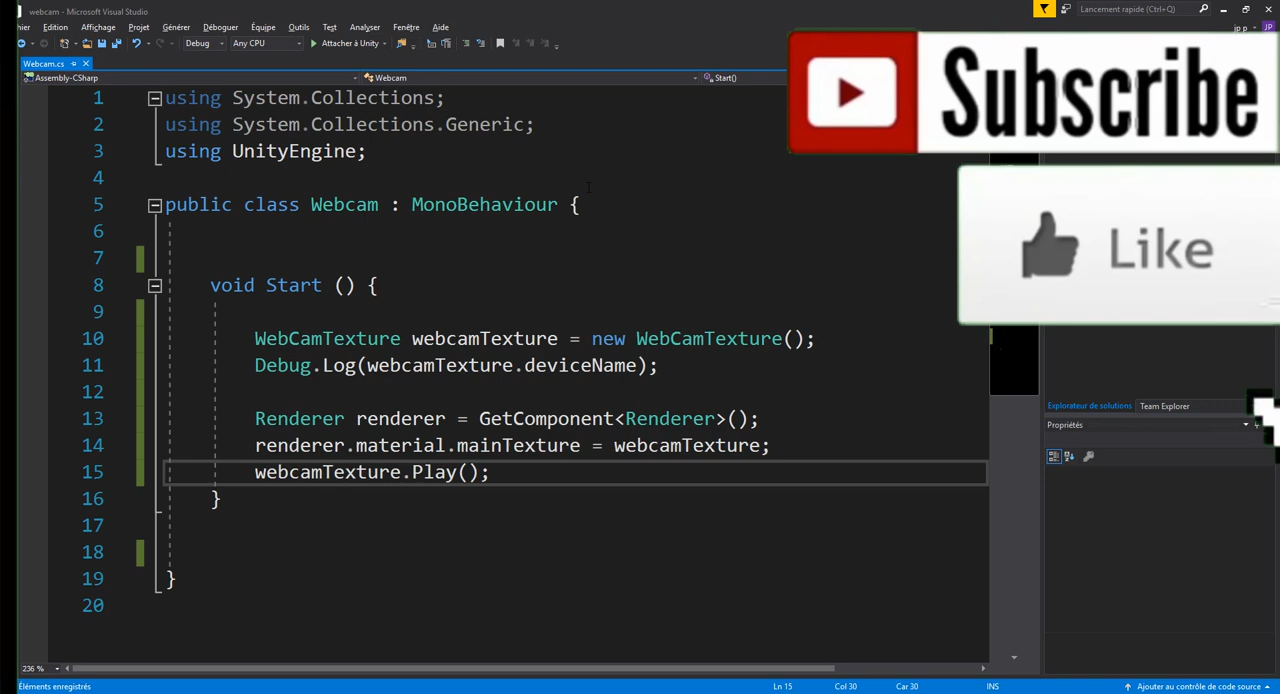 webcam - Microsoft Visual Studio
Lancement rapide (Ctrl+Q)
hier Edition Affichage Projet Générer Déboguer Équipe Outils Test Analyser Fenêtre Aide
jp p JP
Debug Any CPU Attacher à Unity
Webcam.cs
Assembly-CSharp Webcam Start()
Subscribe
Like
1 using System.Collections;
2 using System.Collections.Generic;
3 using UnityEngine;
4
5 public class Webcam : MonoBehaviour {
6
7
8 void Start () {
9
10 WebCamTexture webcamTexture = new WebCamTexture();
11 Debug.Log(webcamTexture.deviceName);
12
13 Renderer renderer = GetComponent<Renderer>();
14 renderer.material.mainTexture = webcamTexture;
15 webcamTexture.Play();
16 }
17
18
19 }
20
Explorateur de solutions Team Explorer
Propriétés
236 %
Éléments enregistrés Ln 15 Col 30 Car 30 INS Ajouter au contrôle de code source